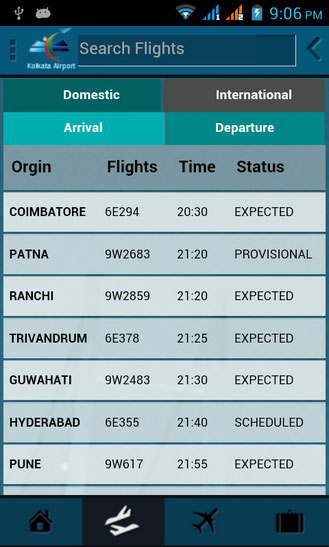 9:06 PM
Kolkata Airport
Search Flights
Domestic International
Arrival Departure
Orgin Flights Time Status
COIMBATORE 6E294 20:30 EXPECTED
PATNA 9W2683 21:20 PROVISIONAL
RANCHI 9W2859 21:20 EXPECTED
TRIVANDRUM 6E378 21:25 EXPECTED
GUWAHATI 9W2483 21:30 EXPECTED
HYDERABAD 6E355 21:40 SCHEDULED
PUNE 9W617 21:55 EXPECTED